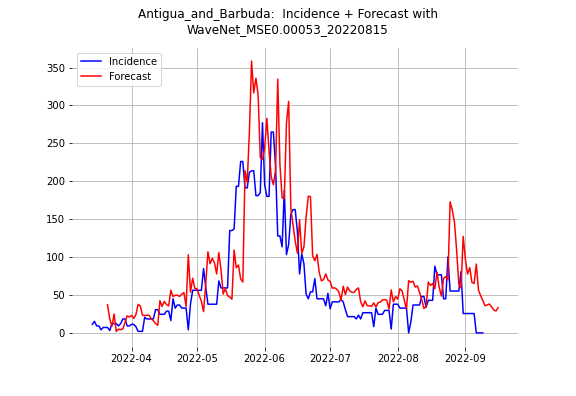 Antigua_and_Barbuda:  Incidence + Forecast with
WaveNet_MSE0.00053_20220815
Incidence
Forecast
350
300
250
200
150
100
50
0
2022-04 2022-05 2022-06 2022-07 2022-08 2022-09